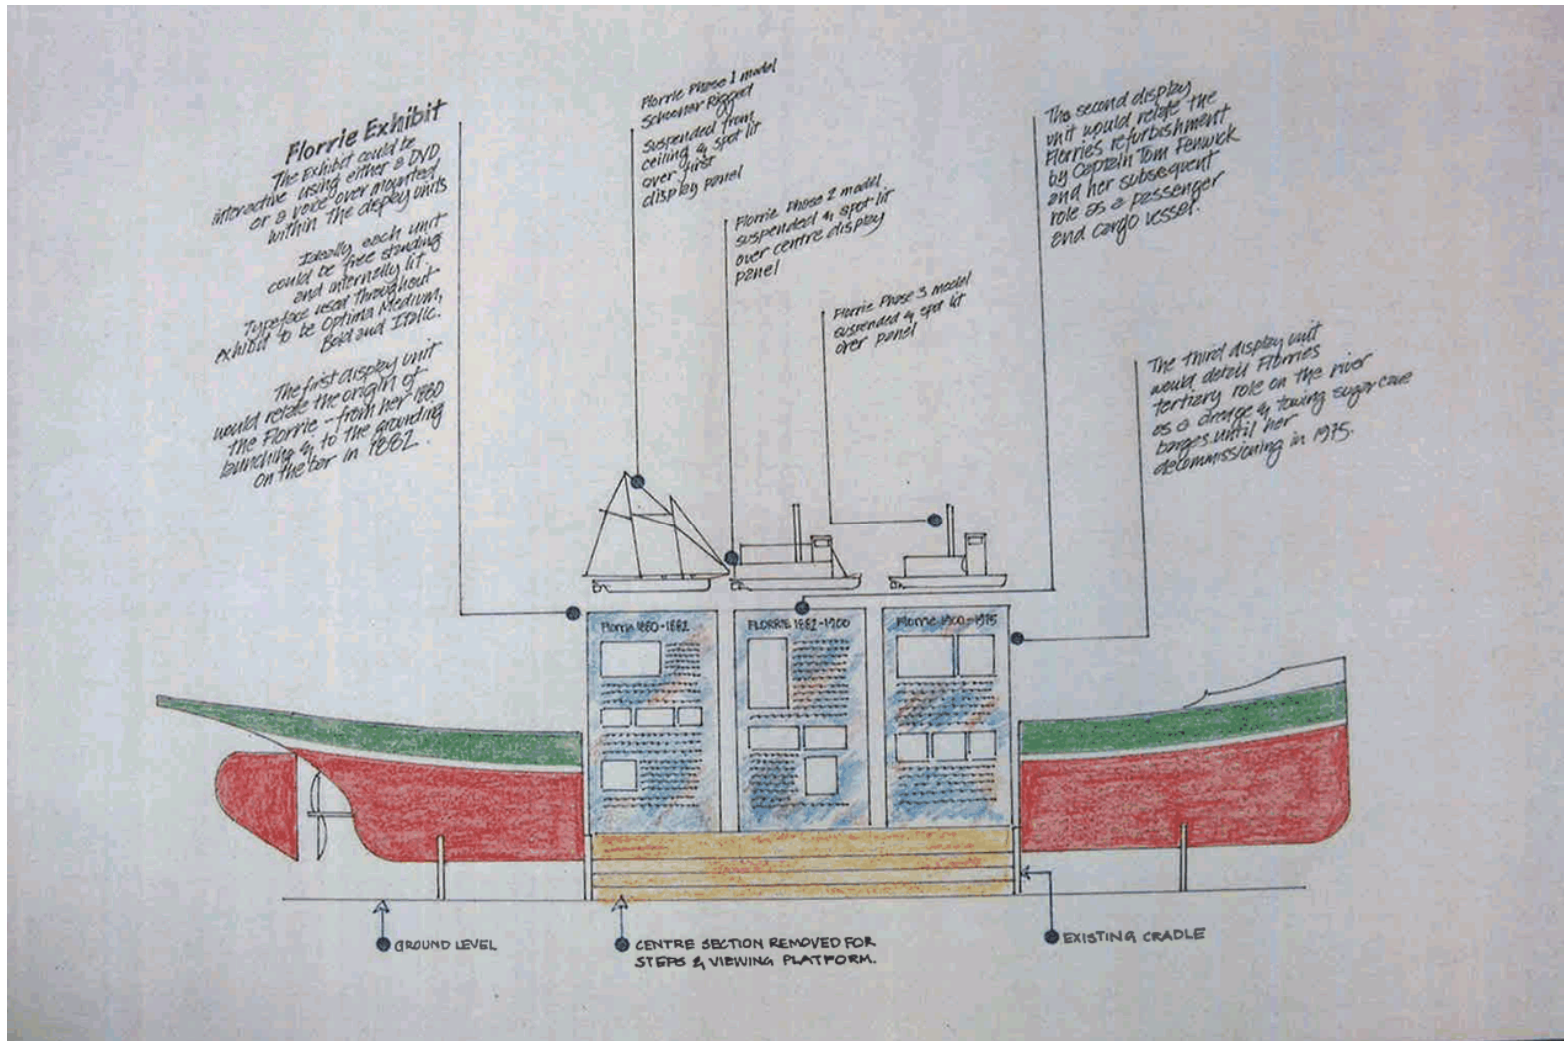 Florrie Exhibit
The Exhibit could be
interactive using either a DVD
or a voice over mounted
within the display units
Ideally each unit
could be free standing
and internally lit.
Typeface used throughout
exhibit to be Optima Medium,
Bold and Italic.
The first display unit
would relate the origin of
the Florrie - from her 1880
launching & to the grounding
on the bar in 1882.
Florrie Phase 1 model
Scooner Rigged
suspended from
ceiling & spot lit
over first
display panel
Florrie Phase 2 model
suspended & spot lit
over centre display
panel
Florrie Phase 3 model
suspended & spot lit
over panel
The second display
unit would relate the
Florries refurbishment
by Captain Tom Fenwick
and her subsequent
role as a passenger
and cargo vessel.
The third display unit
would detail Florries
tertiary role on the river
as a dredge & towing sugar cane
barges until her
decommissioning in 1975.
Florrie 1880-1882
FLORRIE 1882-1900
Florrie 1900-1975
GROUND LEVEL
CENTRE SECTION REMOVED FOR
STEPS & VIEWING PLATFORM.
EXISTING CRADLE